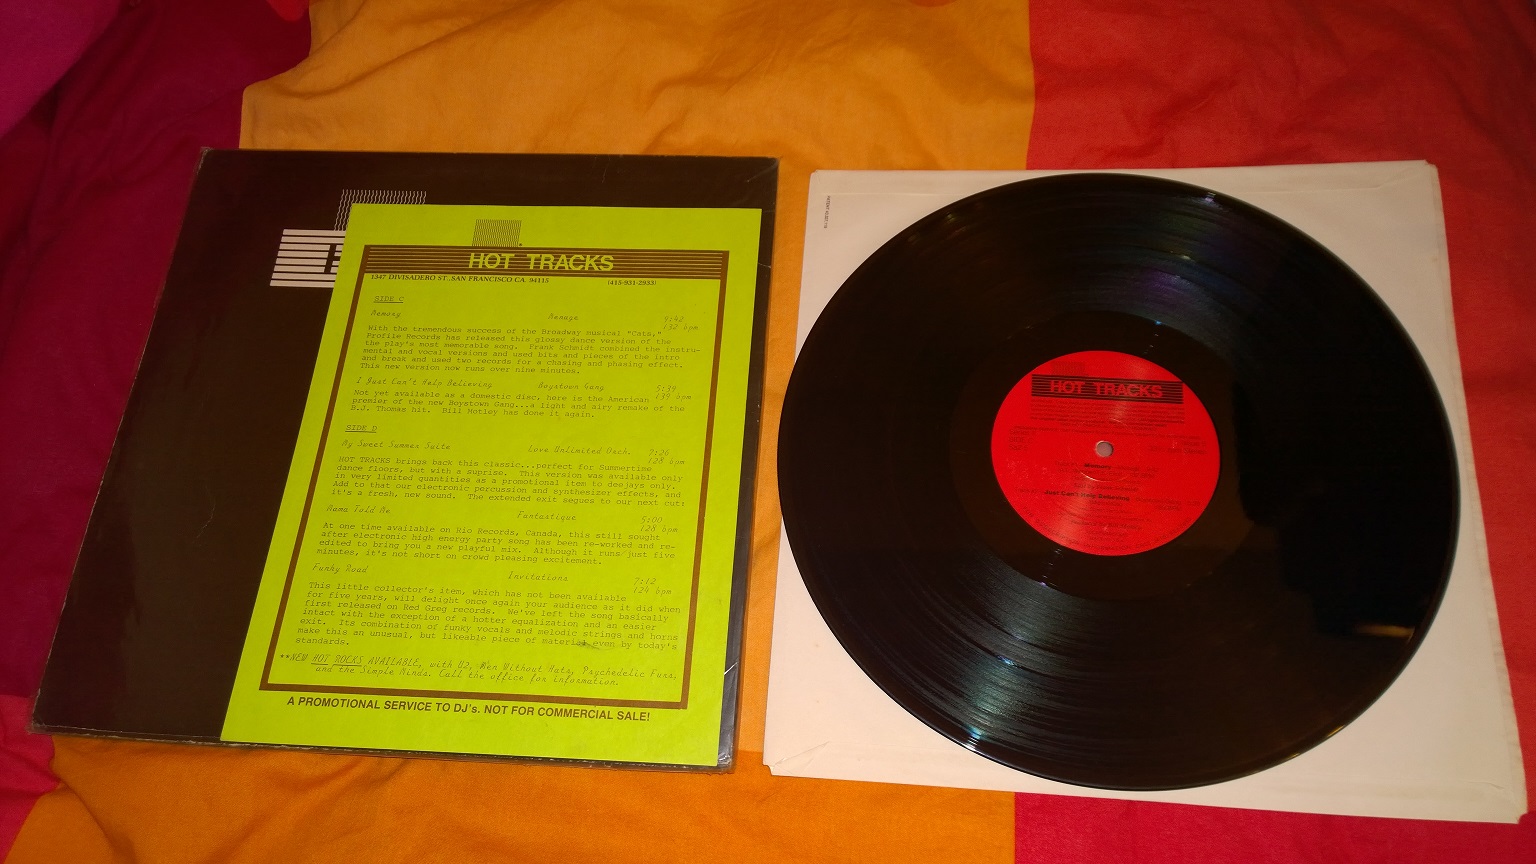 HOT TRACKS
1347 DIVISADERO ST., SAN FRANCISCO CA. 94115 (415-931-2933)
SIDE C
Memory Menage 9:42
132 bpm
With the tremendous success of the Broadway musical "Cats,"
Profile Records has released this glossy dance version of the
the play's most memorable song. Frank Schmidt combined the instru-
mental and vocal versions and used bits and pieces of the intro
and break and used two records for a chasing and phasing effect.
This new version now runs over nine minutes.
I Just Can't Help Believing Boystown Gang 5:39
139 bpm
Not yet available as a domestic disc, here is the American
premier of the new Boystown Gang...a light and airy remake of the
B.J. Thomas hit. Bill Motley has done it again.
SIDE D
My Sweet Summer Suite Love Unlimited Orch. 7:26
128 bpm
HOT TRACKS brings back this classic...perfect for Summertime
dance floors, but with a suprise. This version was available only
in very limited quantities as a promotional item to deejays only.
Add to that our electronic percussion and synthesizer effects, and
it's a fresh, new sound. The extended exit segues to our next cut:
Mama Told Me Fantastique 5:00
128 bpm
At one time available on Rio Records, Canada, this still sought
after electronic high energy party song has been re-worked and re-
edited to bring you a new playful mix. Although it runs just five
minutes, it's not short on crowd pleasing excitement.
Funky Road Invitations 7:12
124 bpm
This little collector's item, which has not been available
for five years, will delight once again your audience as it did when
first released on Red Greg records. We've left the song basically
intact with the exception of a hotter equalization and an easier
exit. Its combination of funky vocals and melodic strings and horns
make this an unusual, but likeable piece of material even by today's
standards.
**NEW HOT ROCKS AVAILABLE, with U2, Men Without Hats, Psychedelic Furs,
and the Simple Minds. Call the office for information.
A PROMOTIONAL SERVICE TO DJ's. NOT FOR COMMERCIAL SALE!
HOT TRACKS
Memory
Just Can't Help Believing